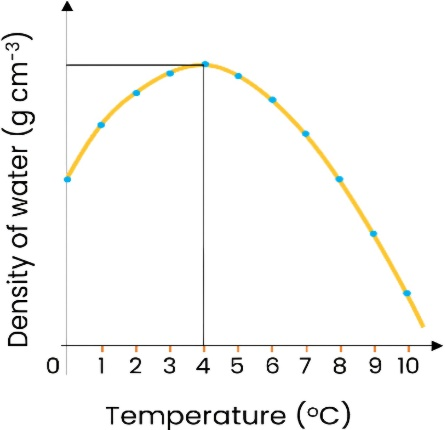 Density of water (g cm⁻³)
0 1 2 3 4 5 6 7 8 9 10
Temperature (°C)